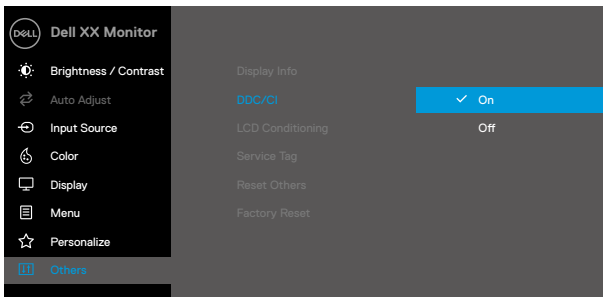 DELL Dell XX Monitor
Brightness / Contrast
Auto Adjust
Input Source
Color
Display
Menu
Personalize
Others
Display Info
DDC/CI
LCD Conditioning
Service Tag
Reset Others
Factory Reset
On
Off